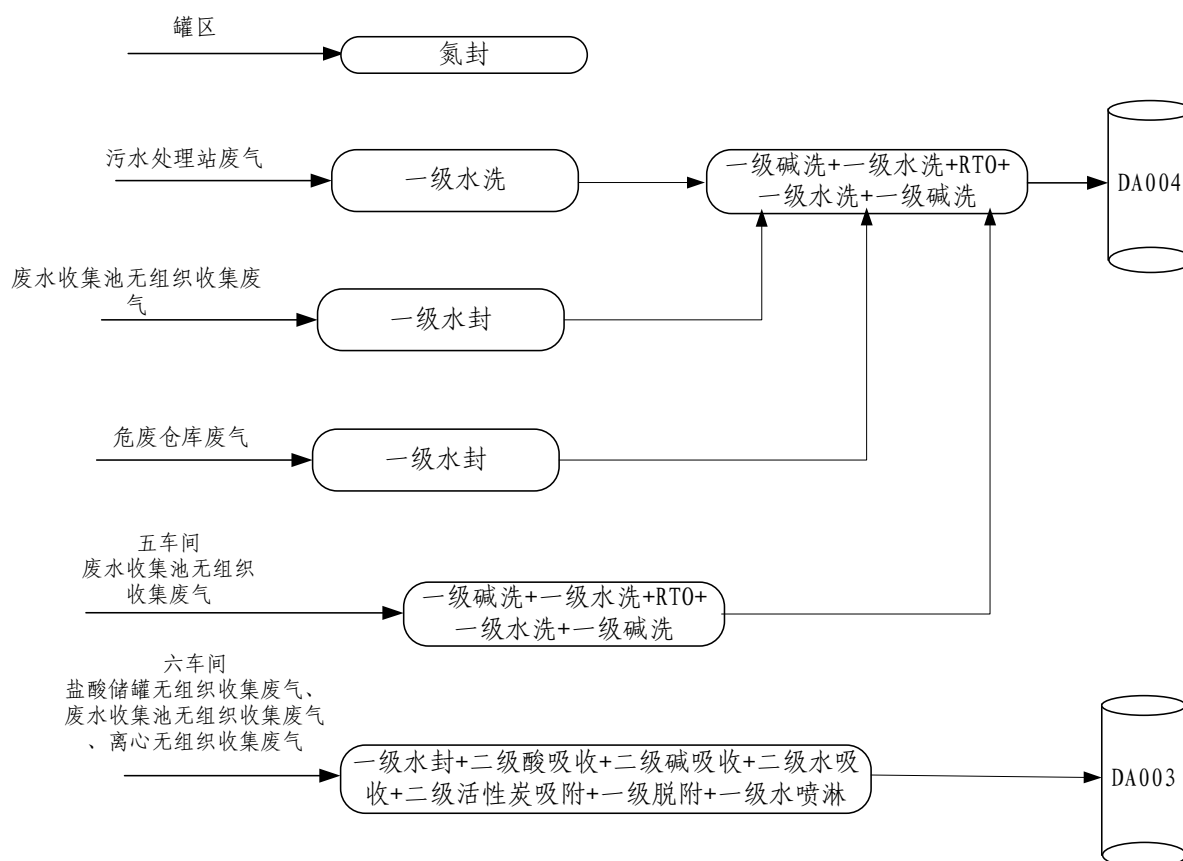 罐区
氮封
污水处理站废气
一级水洗
一级碱洗+一级水洗+RTO+
一级水洗+一级碱洗
DA004
废水收集池无组织收集废
气
一级水封
危废仓库废气
一级水封
五车间
废水收集池无组织
收集废气
一级碱洗+一级水洗+RTO+
一级水洗+一级碱洗
六车间
盐酸储罐无组织收集废气、
废水收集池无组织收集废气
、离心无组织收集废气
一级水封+二级酸吸收+二级碱吸收+二级水吸
收+二级活性炭吸附+一级脱附+一级水喷淋
DA003